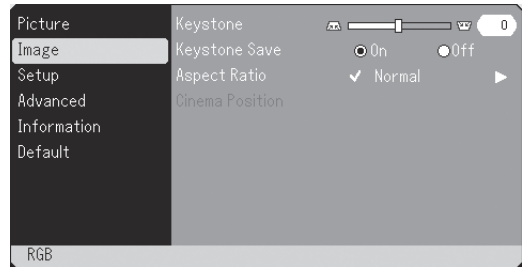 Picture
Image
Setup
Advanced
Information
Default
Keystone 0
Keystone Save On Off
Aspect Ratio Normal
Cinema Position
RGB